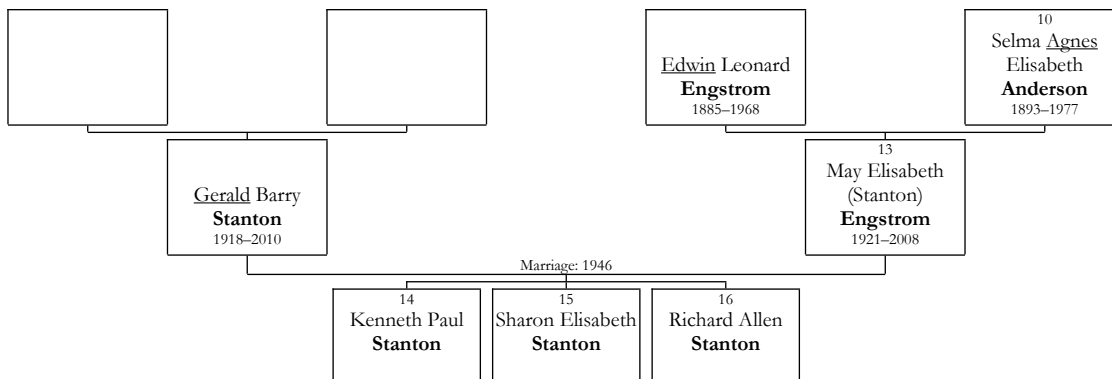 Edwin Leonard
Engstrom
1885–1968
10
Selma Agnes
Elisabeth
Anderson
1893–1977
Gerald Barry
Stanton
1918–2010
13
May Elisabeth
(Stanton)
Engstrom
1921–2008
Marriage: 1946
14
Kenneth Paul
Stanton
15
Sharon Elisabeth
Stanton
16
Richard Allen
Stanton